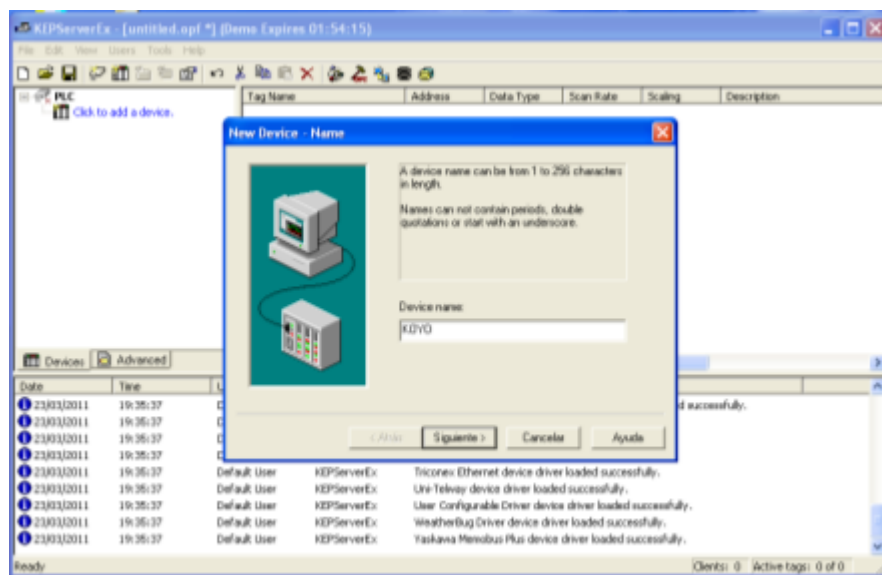 KEPServerEx - [untitled.opf *] (Demo Expires 01:54:15)
File Edit View Users Tools Help
PLC
Click to add a device.
Tag Name Address Data Type Scan Rate Scaling Description
New Device - Name
A device name can be from 1 to 256 characters
in length.
Names can not contain periods, double
quotations or start with an underscore.
Device name:
KOYO
< Atrás Siguiente > Cancelar Ayuda
Devices Advanced
Date Time
23/03/2011 19:35:37 d successfully.
23/03/2011 19:35:37
23/03/2011 19:35:37
23/03/2011 19:35:37
23/03/2011 19:35:37 Default User KEPServerEx Triconex Ethernet device driver loaded successfully.
23/03/2011 19:35:37 Default User KEPServerEx Uni-Telway device driver loaded successfully.
23/03/2011 19:35:37 Default User KEPServerEx User Configurable Driver device driver loaded successfully.
23/03/2011 19:35:37 Default User KEPServerEx WeatherBug Driver device driver loaded successfully.
23/03/2011 19:35:37 Default User KEPServerEx Yaskawa Memobus Plus device driver loaded successfully.
Ready Clients: 0 Active tags: 0 of 0